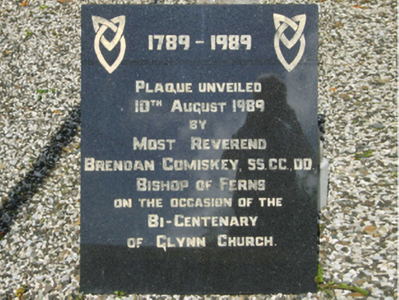 1789 - 1989
Plaque unveiled
10th August 1989
by
Most Reverend
Brendan Comiskey, SS.CC., DD.
Bishop of Ferns
on the occasion of the
Bi-Centenary
of Glynn Church.